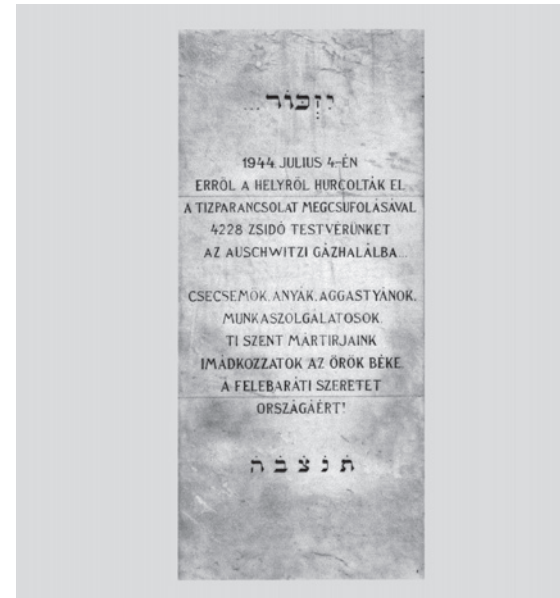 יִזְכּוֹר...
1944. JULIUS 4-ÉN
ERRŐL A HELYRŐL HURCOLTÁK EL
A TIZPARANCSOLAT MEGCSUFOLÁSÁVAL
4228 ZSIDÓ TESTVÉRÜNKET
AZ AUSCHWITZI GÁZHALÁLBA...
CSECSEMŐK, ANYÁK, AGGASTYÁNOK,
MUNKASZOLGÁLATOSOK
TI SZENT MÁRTIRJAINK
IMÁDKOZZATOK AZ ÖRÖK BÉKE
A FELEBARÁTI SZERETET
ORSZÁGÁÉRT!
ת נ צ ב ה